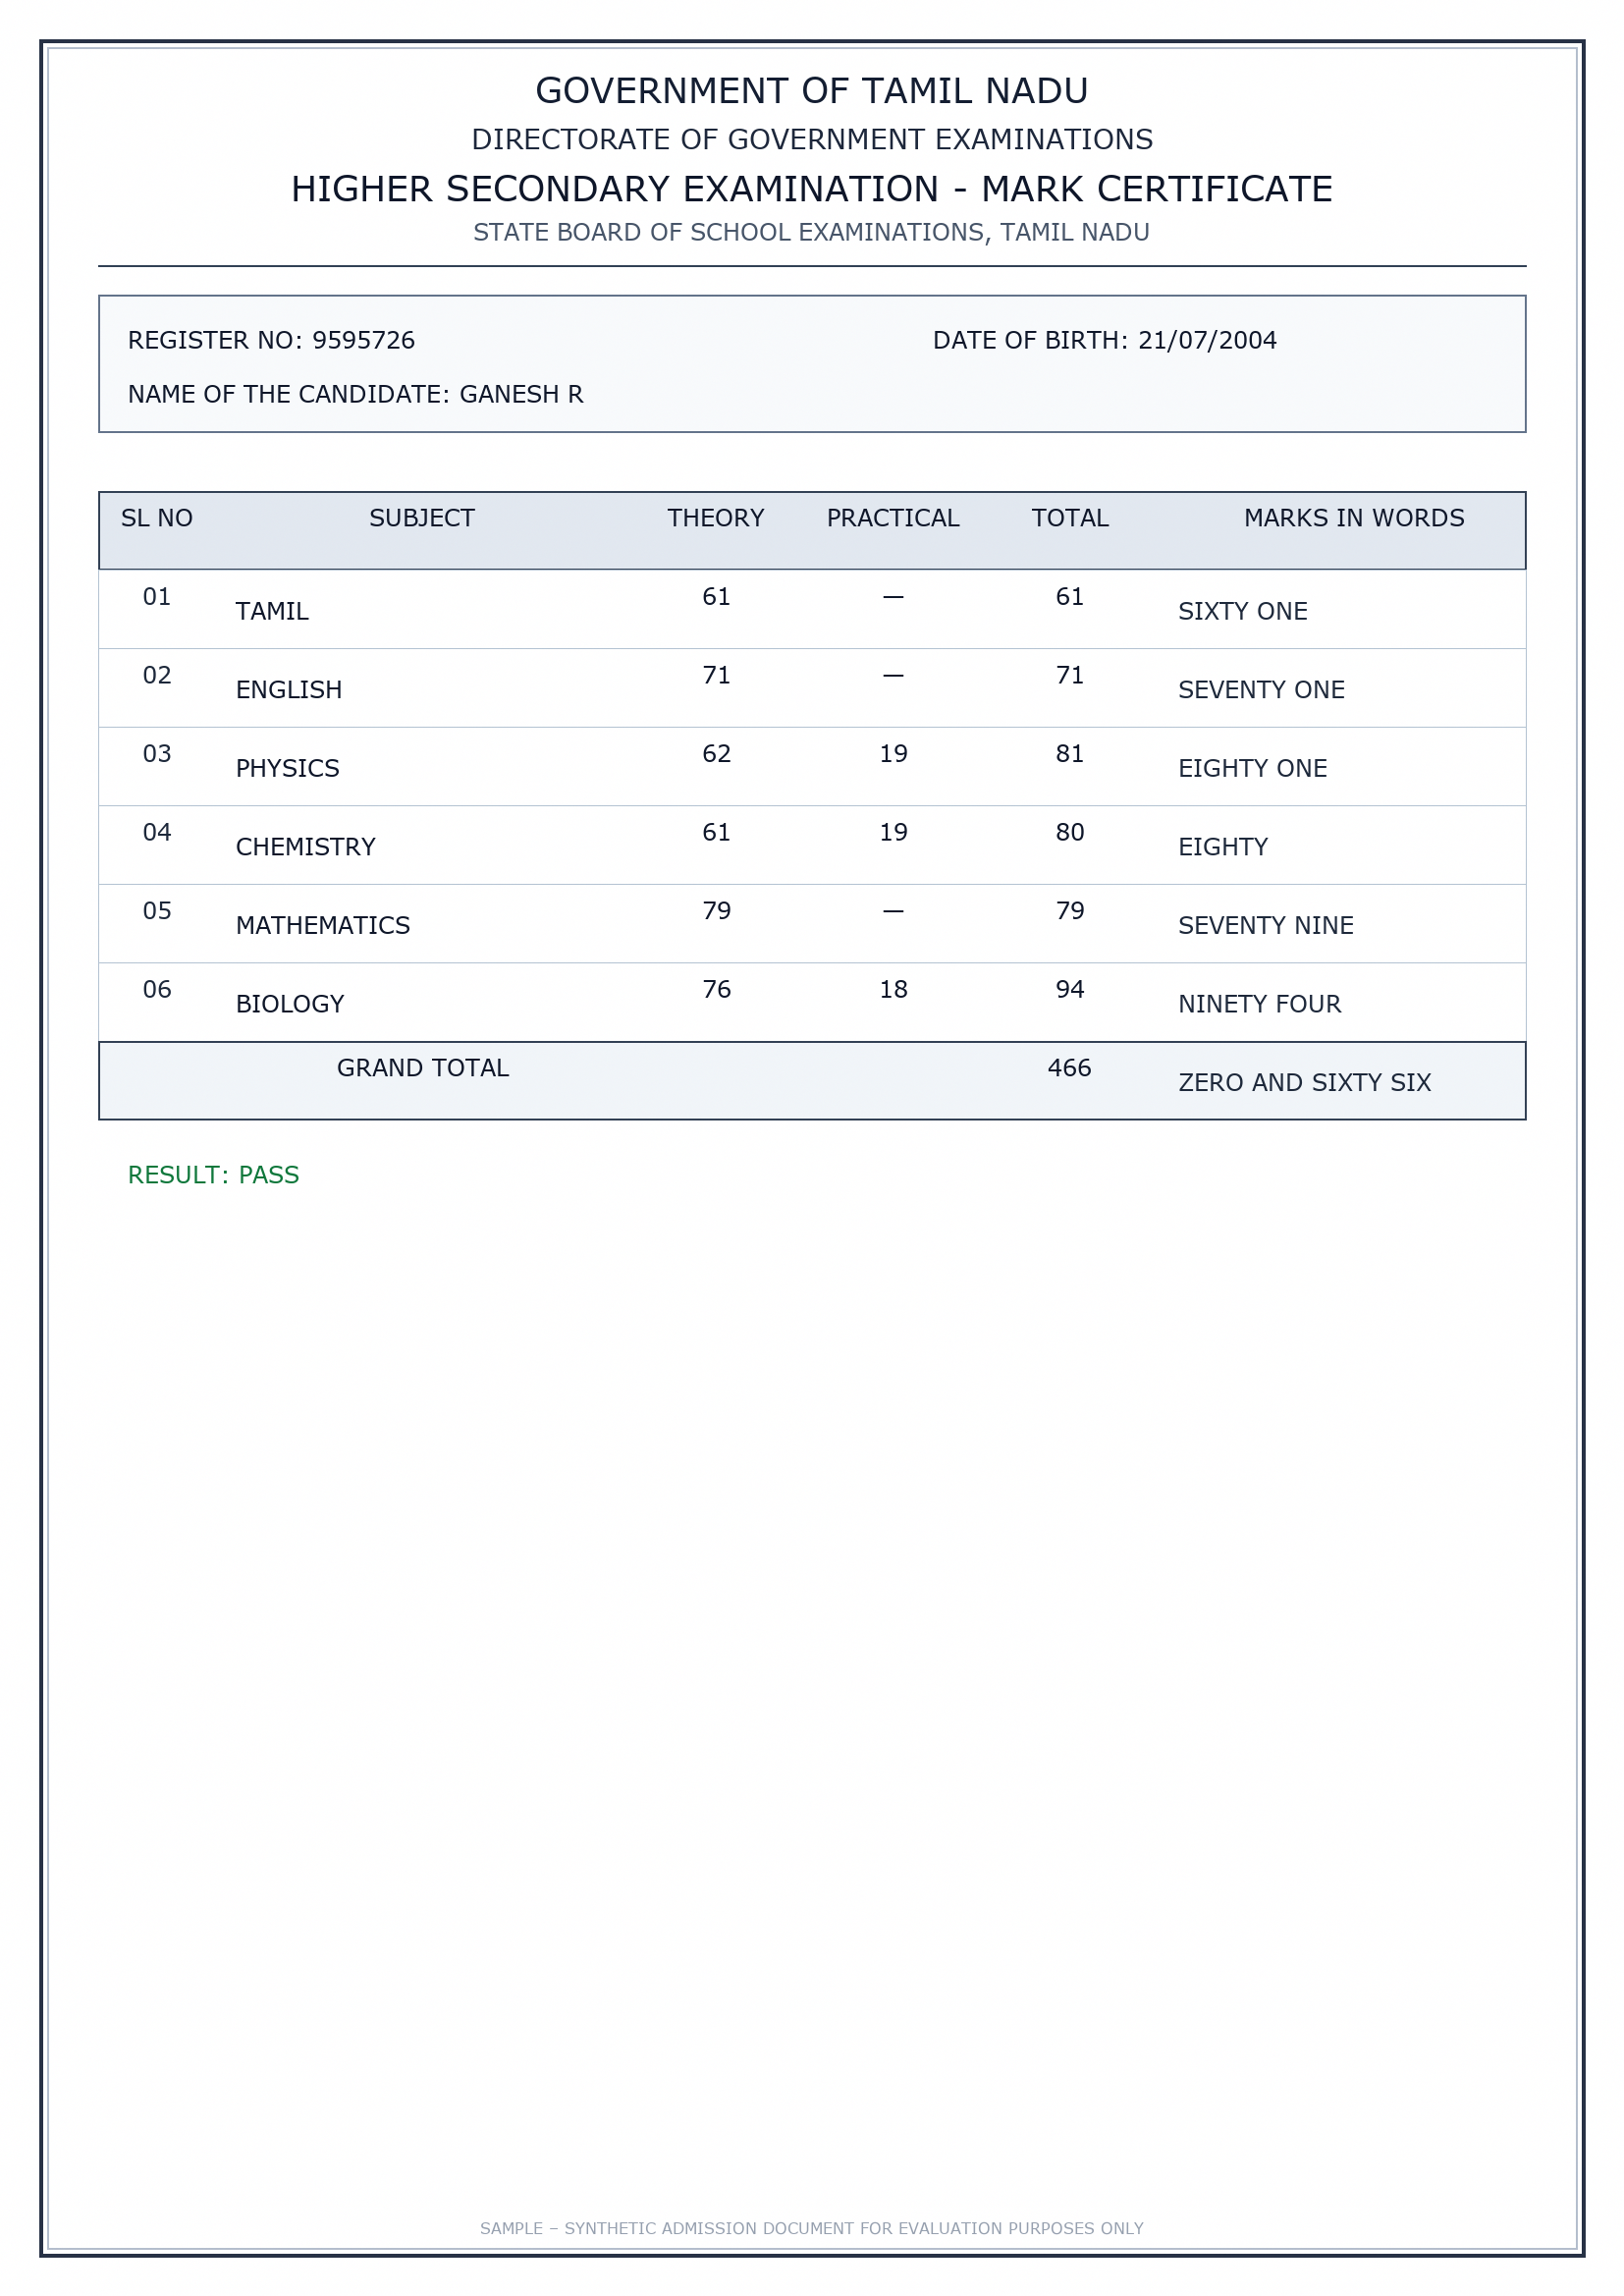 GOVERNMENT OF TAMIL NADU
DIRECTORATE OF GOVERNMENT EXAMINATIONS
HIGHER SECONDARY EXAMINATION - MARK CERTIFICATE
STATE BOARD OF SCHOOL EXAMINATIONS, TAMIL NADU
REGISTER NO: 9595726 DATE OF BIRTH: 21/07/2004
NAME OF THE CANDIDATE: GANESH R
SL NO SUBJECT THEORY PRACTICAL TOTAL MARKS IN WORDS
01 TAMIL 61 — 61 SIXTY ONE
02 ENGLISH 71 — 71 SEVENTY ONE
03 PHYSICS 62 19 81 EIGHTY ONE
04 CHEMISTRY 61 19 80 EIGHTY
05 MATHEMATICS 79 — 79 SEVENTY NINE
06 BIOLOGY 76 18 94 NINETY FOUR
GRAND TOTAL 466 ZERO AND SIXTY SIX
RESULT: PASS
SAMPLE – SYNTHETIC ADMISSION DOCUMENT FOR EVALUATION PURPOSES ONLY